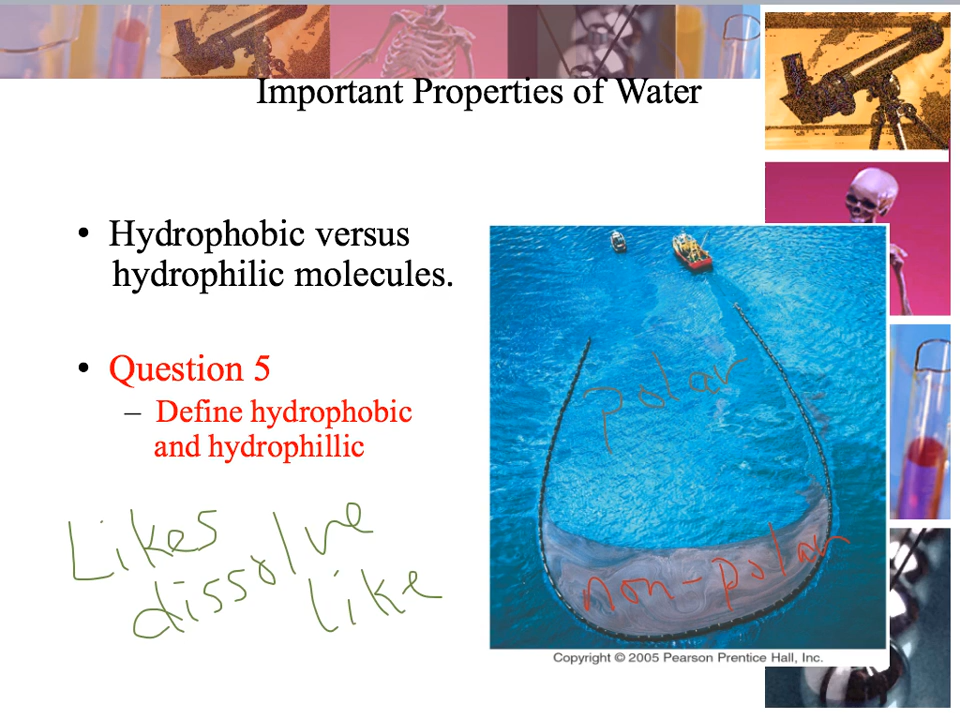 Important Properties of Water
• Hydrophobic versus
hydrophilic molecules.
• Question 5
– Define hydrophobic
and hydrophillic
Likes
dissolve
like
polar
non-polar
Copyright © 2005 Pearson Prentice Hall, Inc.